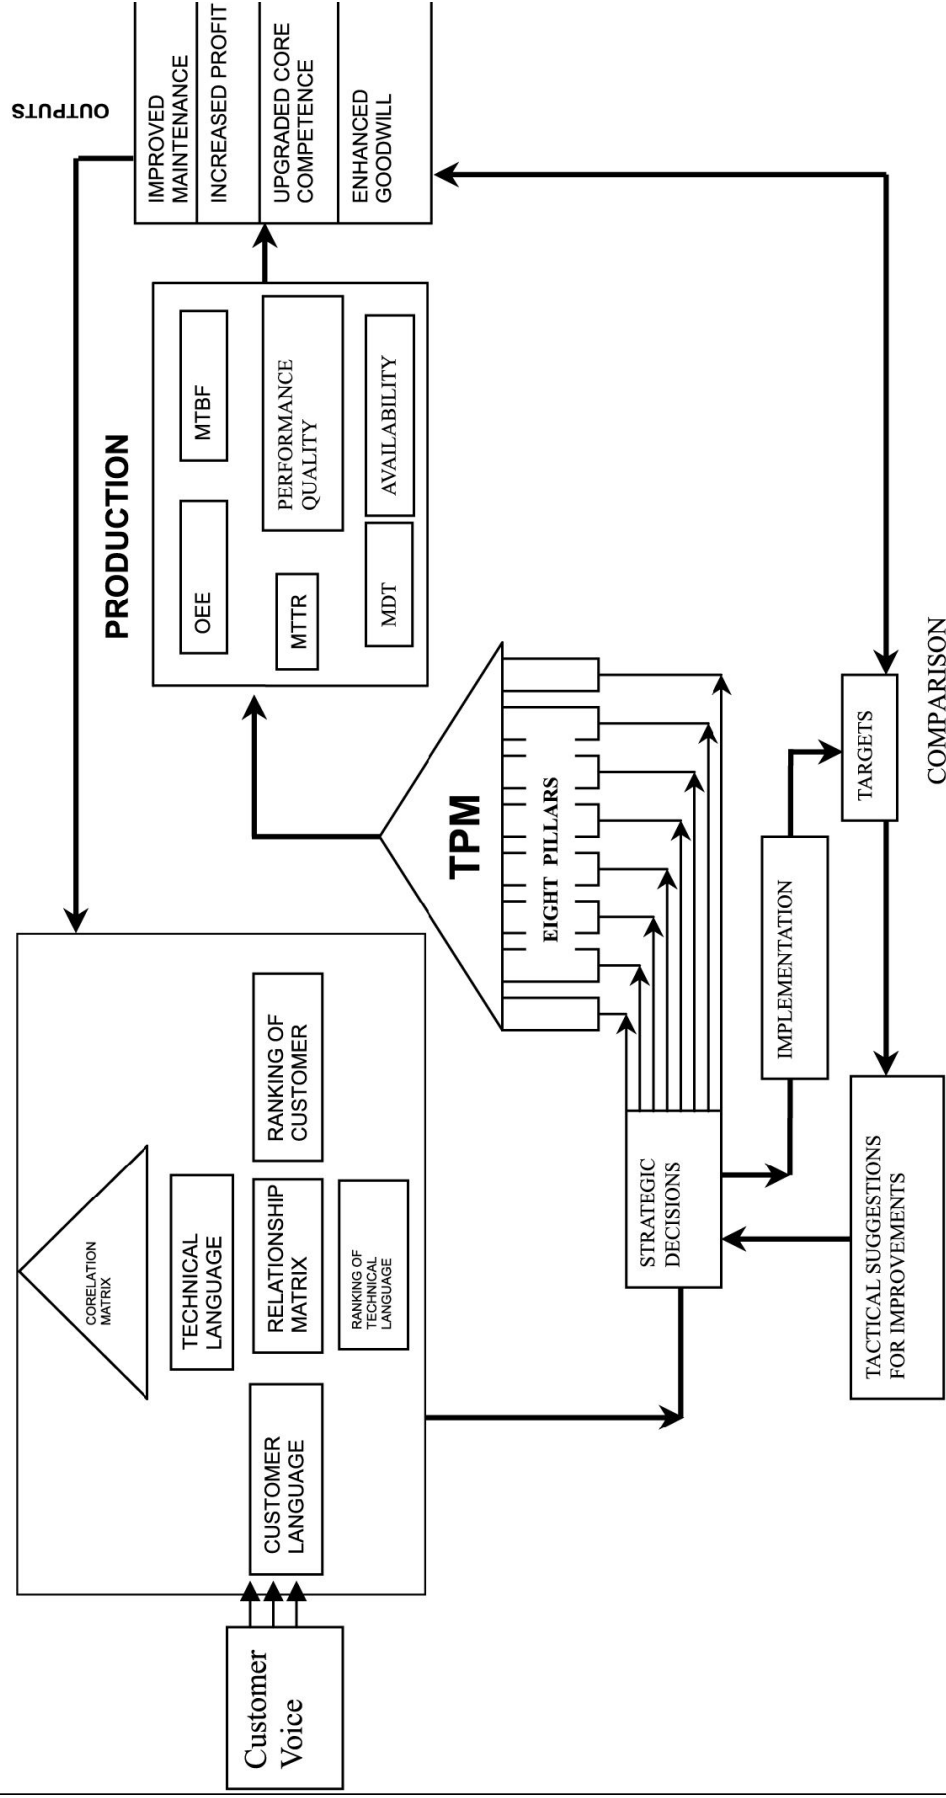 Customer
Voice
CORELATION
MATRIX
TECHNICAL
LANGUAGE
CUSTOMER
LANGUAGE
RELATIONSHIP
MATRIX
RANKING OF
CUSTOMER
RANKING OF
TECHNICAL
LANGUAGE
STRATEGIC
DECISIONS
TACTICAL SUGGESTIONS
FOR IMPROVEMENTS
IMPLEMENTATION
TARGETS
COMPARISON
TPM
EIGHT PILLARS
PRODUCTION
OEE
MTBF
MTTR
PERFORMANCE
QUALITY
MDT
AVAILABILITY
OUTPUTS
IMPROVED
MAINTENANCE
INCREASED PROFIT
UPGRADED CORE
COMPETENCE
ENHANCED
GOODWILL